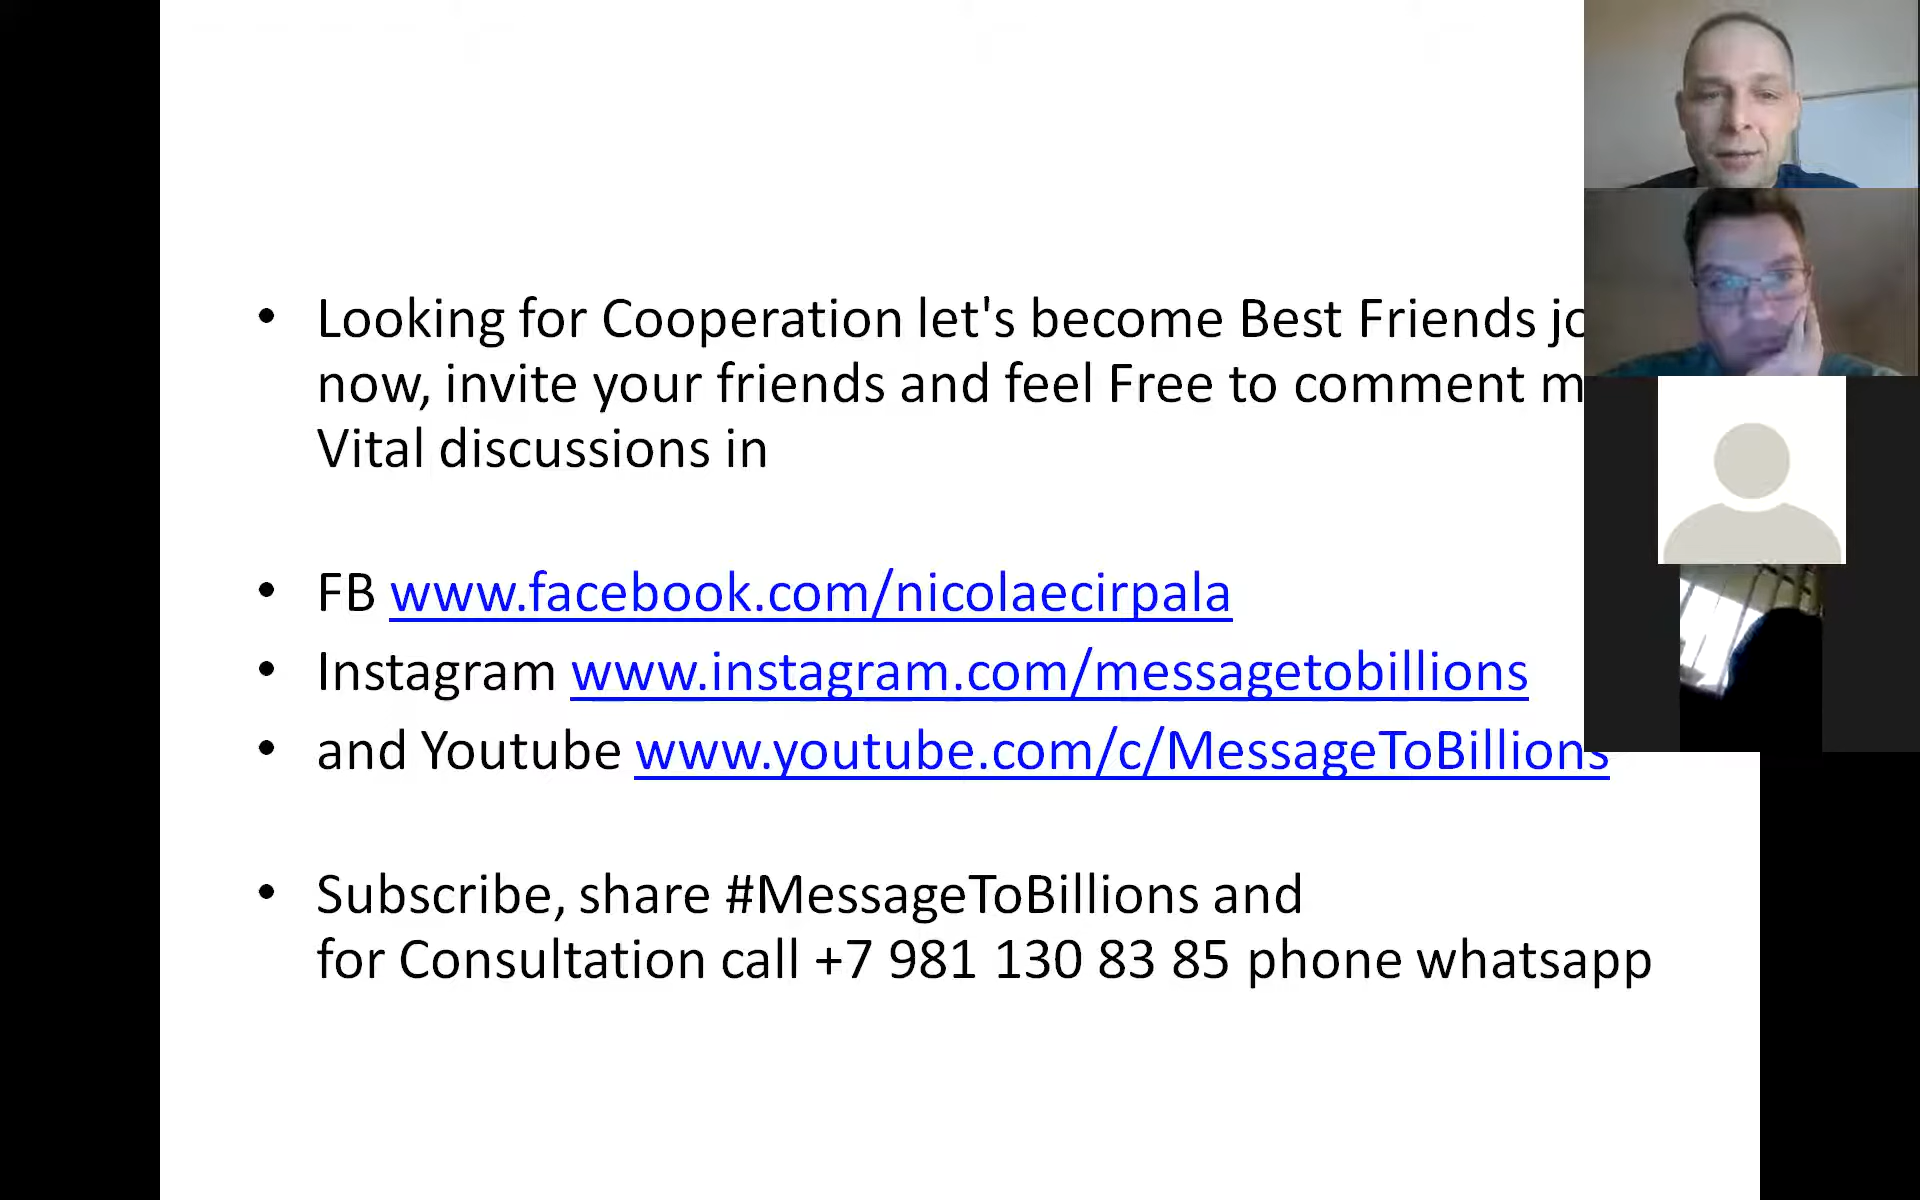 • Looking for Cooperation let's become Best Friends
now, invite your friends and feel Free to comment
Vital discussions in
• FB www.facebook.com/nicolaecirpala
• Instagram www.instagram.com/messagetobillions
• and Youtube www.youtube.com/c/MessageToBillions
• Subscribe, share #MessageToBillions and
for Consultation call +7 981 130 83 85 phone whatsapp